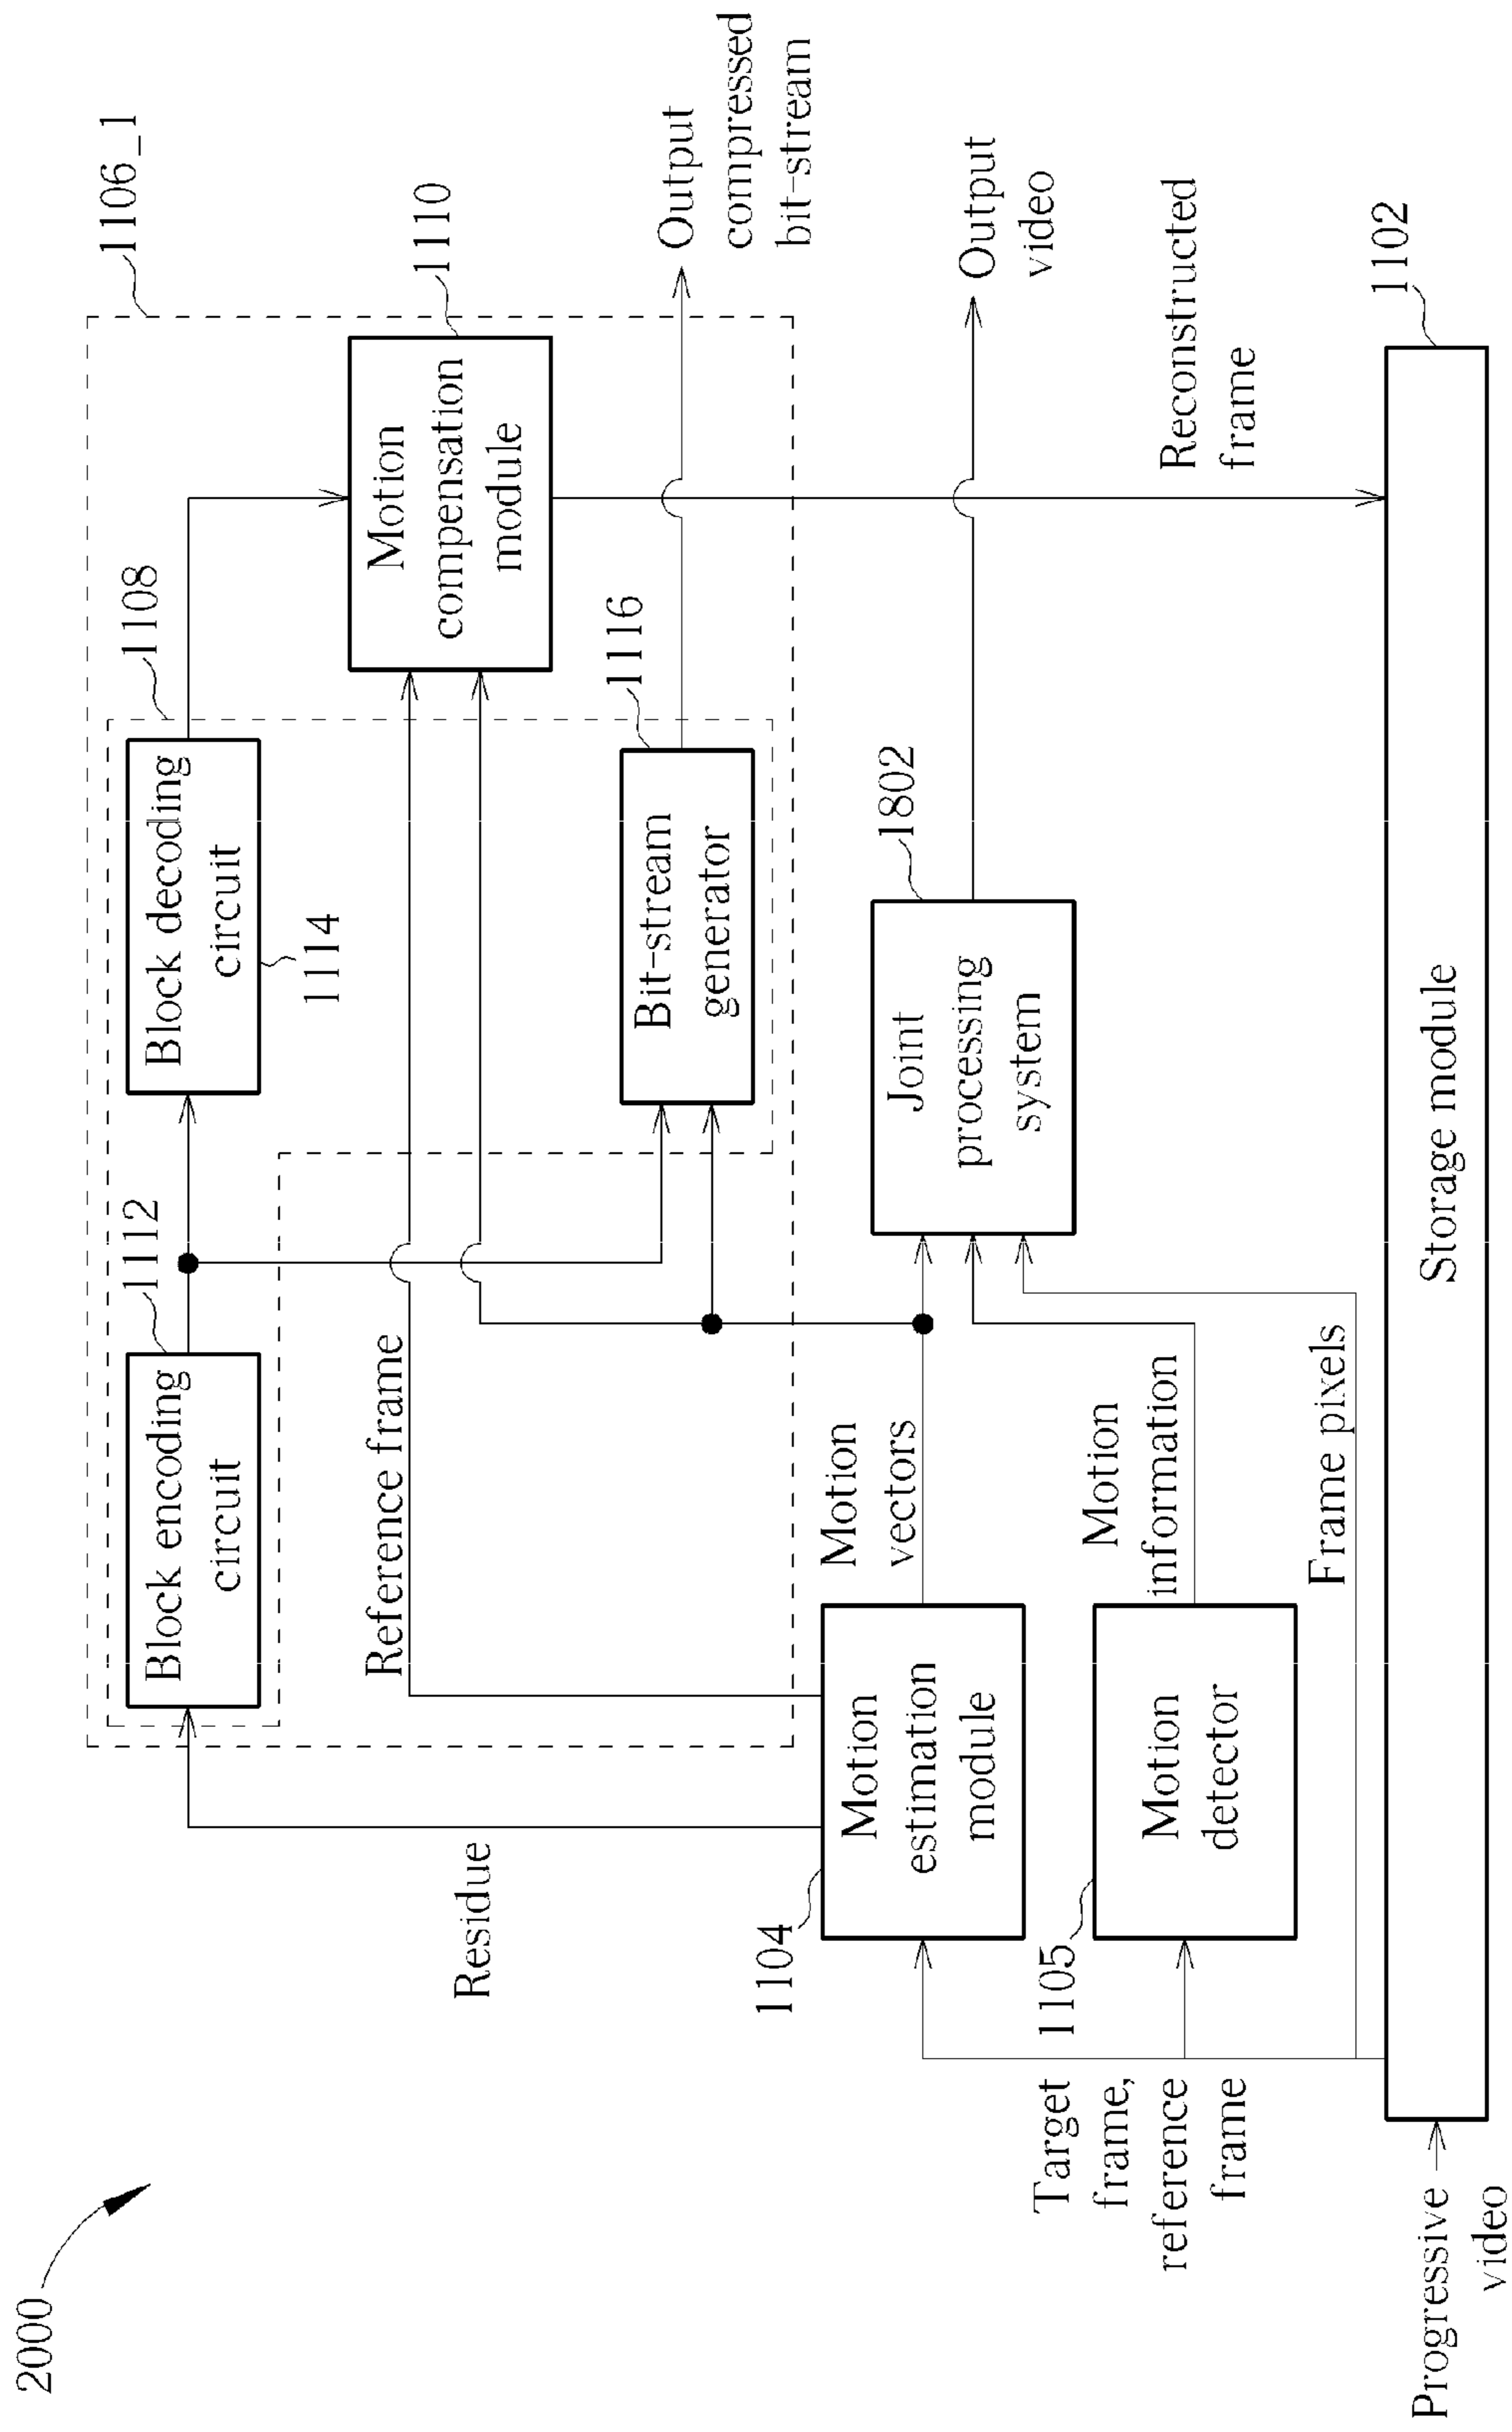 2000
1106_1
1108
1112
Block encoding
circuit
Block decoding
circuit
1114
1110
Motion
compensation
module
Reference frame
Residue
1116
Bit-stream
generator
Output
compressed
bit-stream
1104
Motion
estimation
module
Motion
vectors
1802
Joint
processing
system
Output
video
1105
Motion
detector
Motion
information
Target
frame,
reference
frame
Frame pixels
Reconstructed
frame
1102
Progressive
video
Storage module